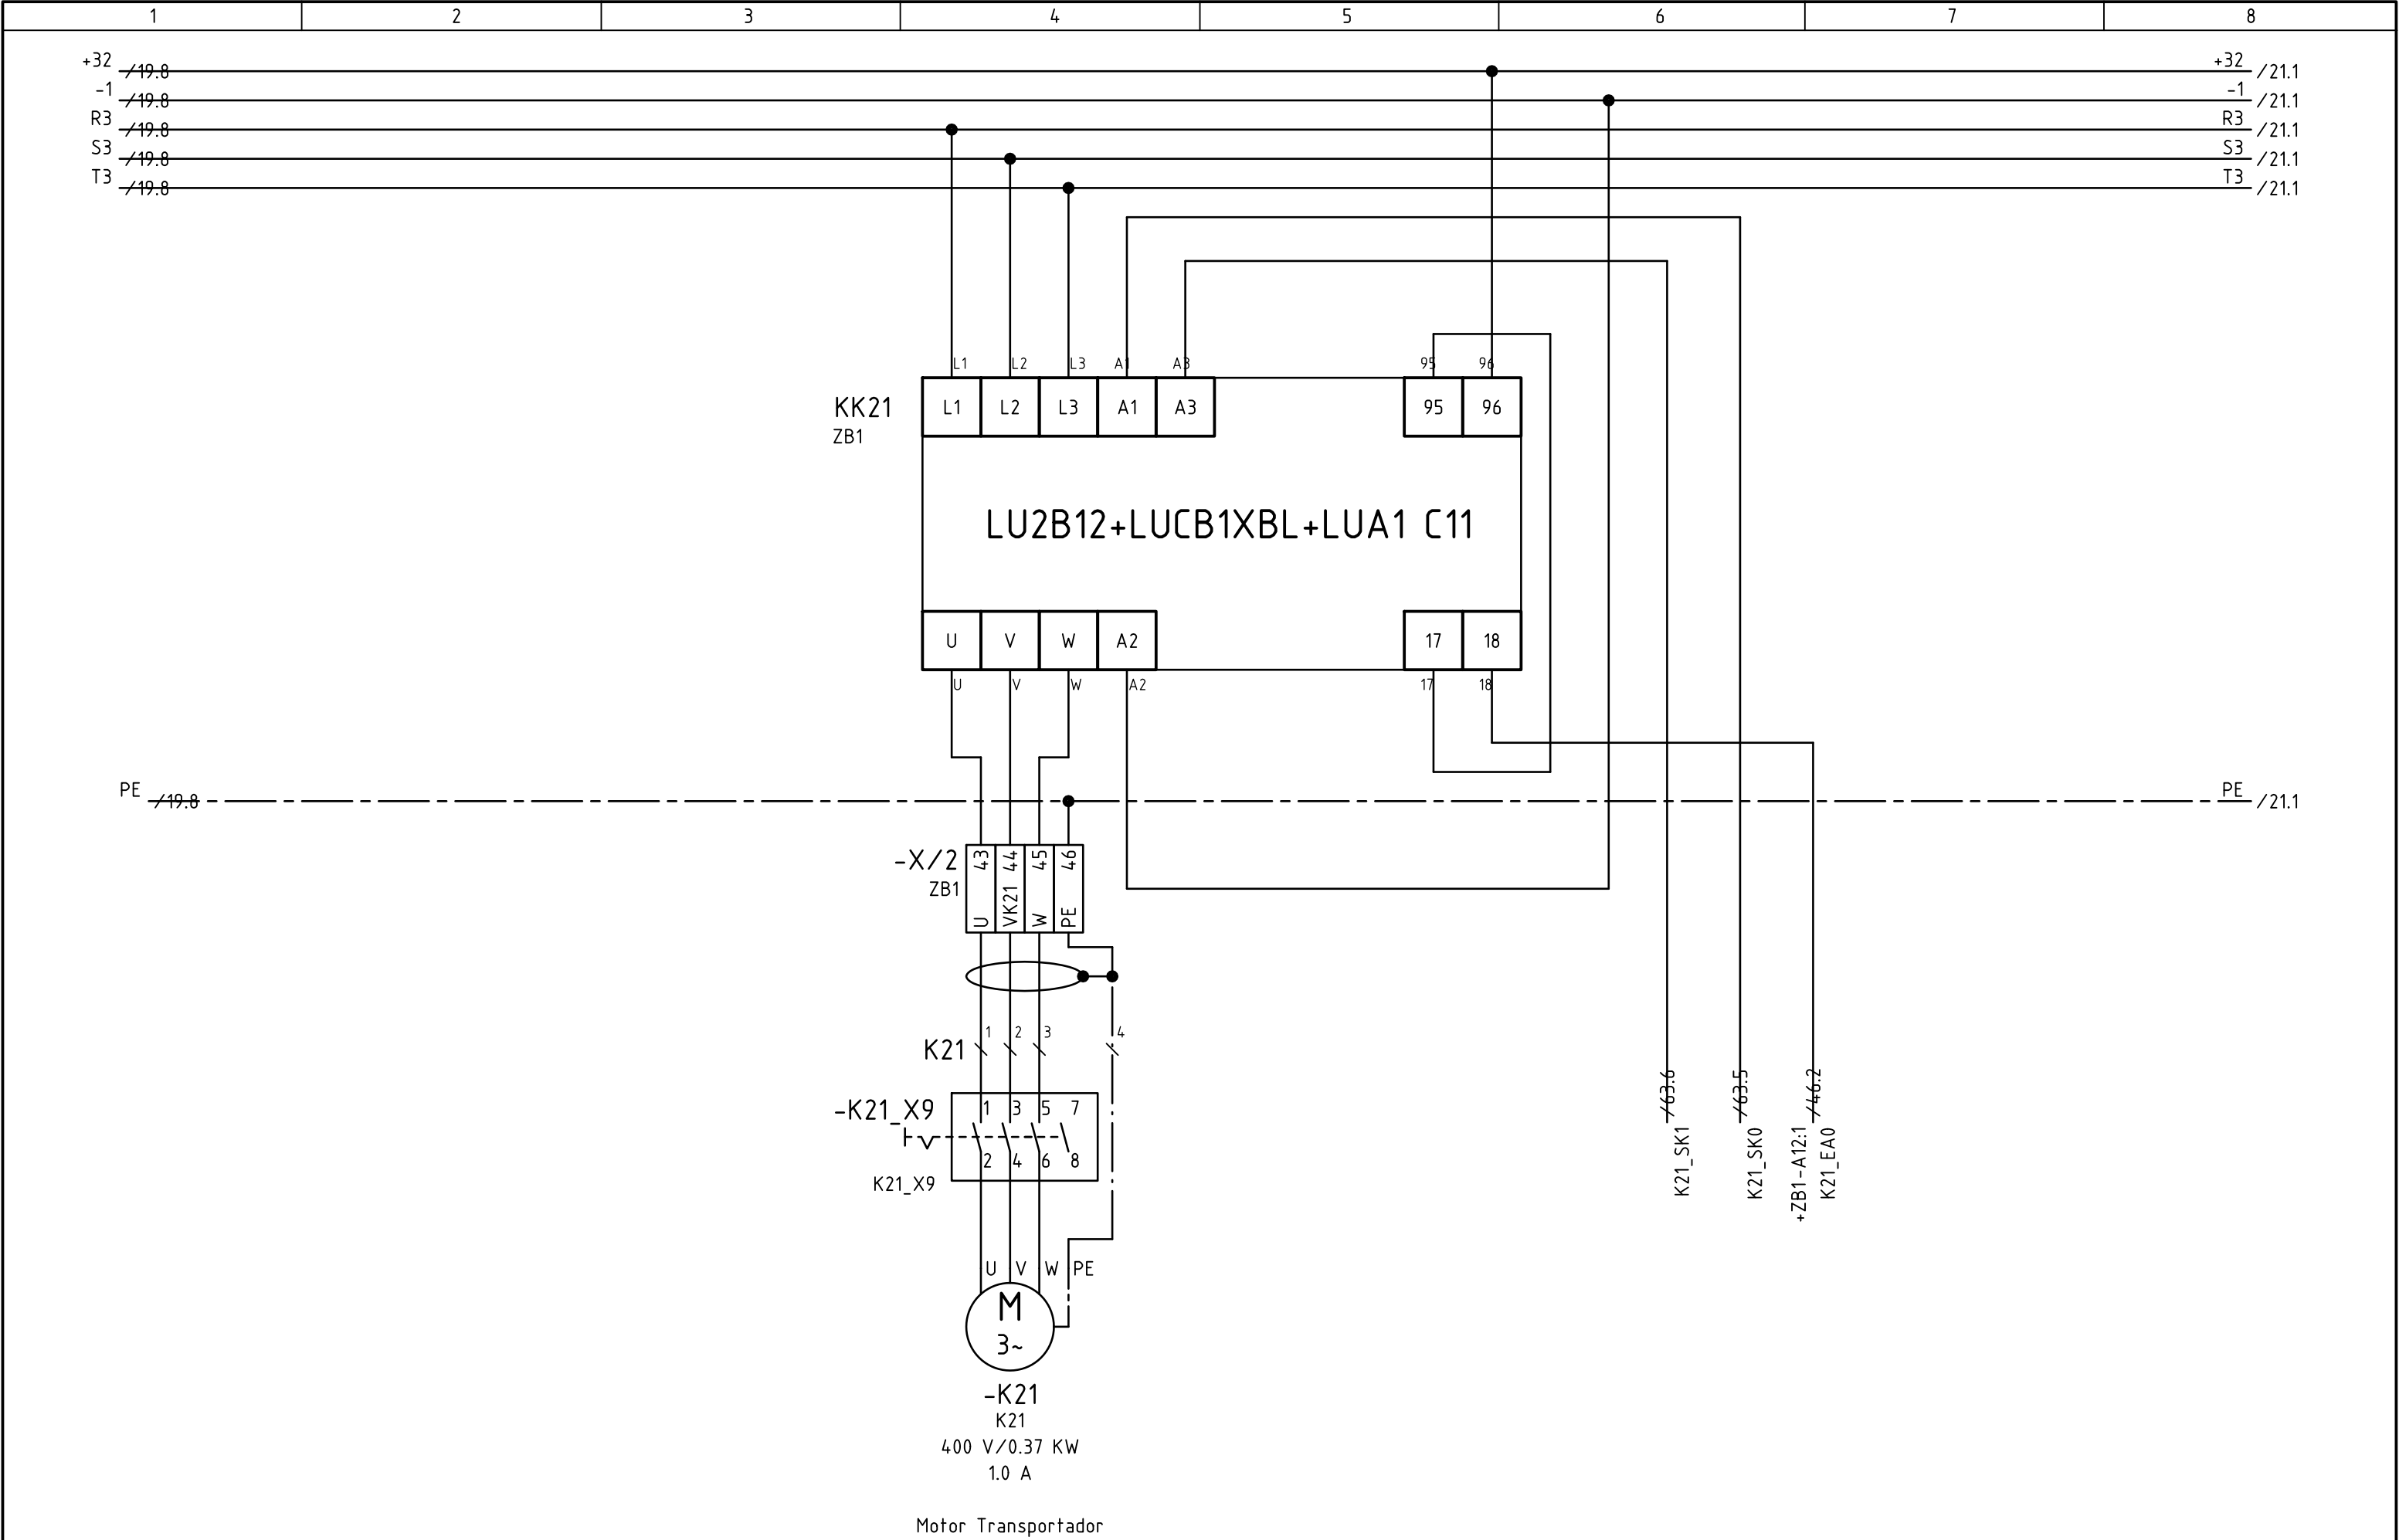 1 2 3 4 5 6 7 8
+32 /19.8 +32 /21.1
-1 /19.8 -1 /21.1
R3 /19.8 R3 /21.1
S3 /19.8 S3 /21.1
T3 /19.8 T3 /21.1
L1 L2 L3 A1 A3 95 96
KK21 L1 L2 L3 A1 A3 95 96
ZB1
LU2B12+LUCB1XBL+LUA1 C11
U V W A2 17 18
U V W A2 17 18
PE /19.8 PE /21.1
-X/2 43 44 45 46
ZB1 U VK21 W PE
1 2 3 4
K21
-K21_X9 1 3 5 7
2 4 6 8
K21_X9
/63.6 /63.5 /46.2
K21_SK1 K21_SK0 +ZB1-A12:1 K21_EA0
U V W PE
M
3~
-K21
K21
400 V/0.37 KW
1.0 A
Motor Transportador